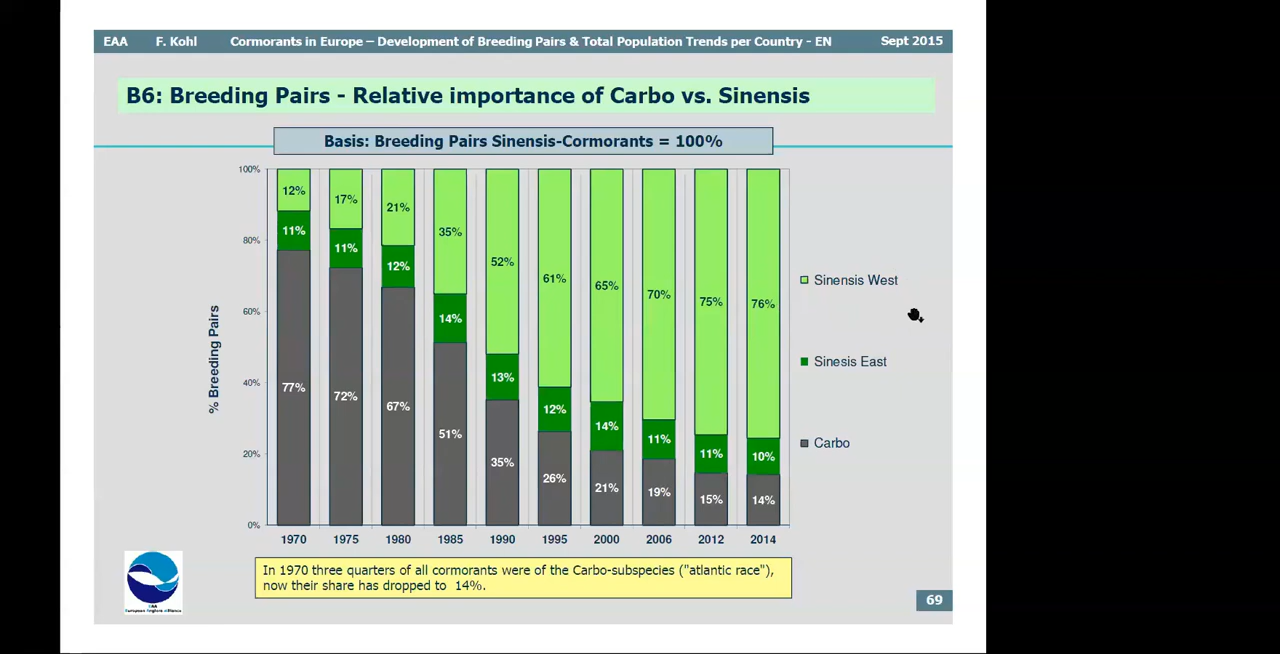 EAA F. Kohl Cormorants in Europe – Development of Breeding Pairs & Total Population Trends per Country - EN Sept 2015
B6: Breeding Pairs - Relative importance of Carbo vs. Sinensis
Basis: Breeding Pairs Sinensis-Cormorants = 100%
% Breeding Pairs
100%
80%
60%
40%
20%
0%
12% 17% 21% 35% 52% 61% 65% 70% 75% 76%
11% 11% 12% 14% 13% 12% 14% 11% 11% 10%
77% 72% 67% 51% 35% 26% 21% 19% 15% 14%
1970 1975 1980 1985 1990 1995 2000 2006 2012 2014
Sinensis West
Sinesis East
Carbo
In 1970 three quarters of all cormorants were of the Carbo-subspecies ("atlantic race"),
now their share has dropped to 14%.
EAA
European Anglers Alliance
69